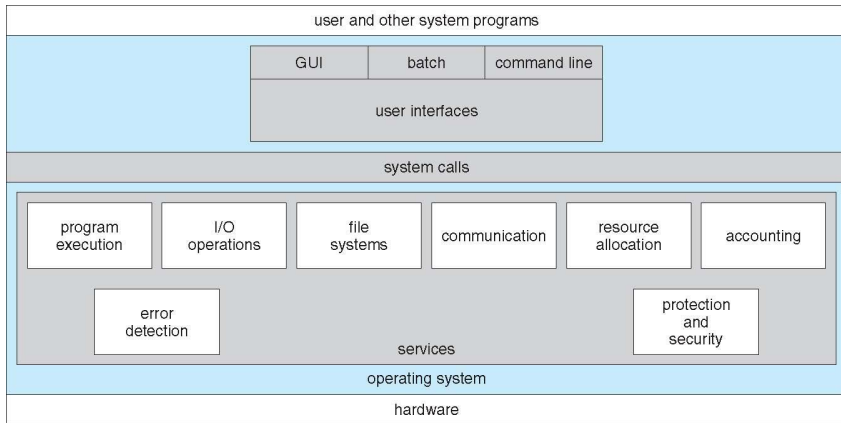 user and other system programs
GUI
batch
command line
user interfaces
system calls
program
execution
I/O
operations
file
systems
communication
resource
allocation
accounting
error
detection
protection
and
security
services
operating system
hardware